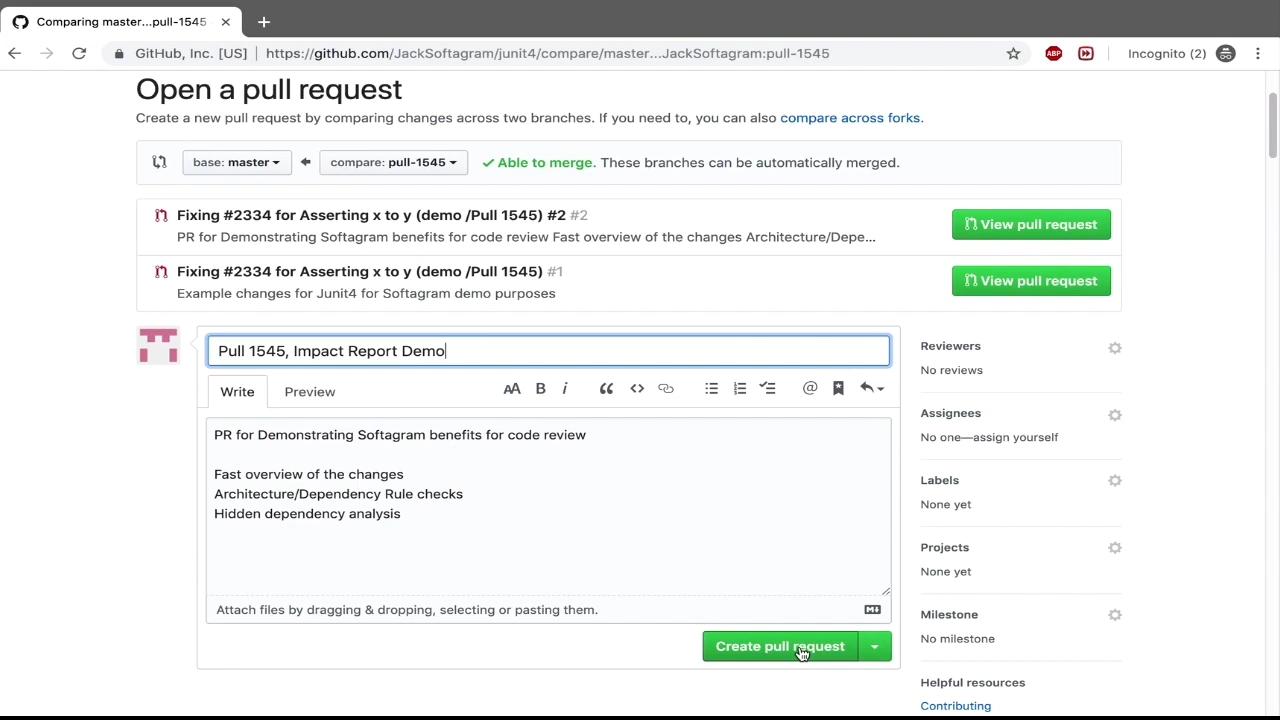 Comparing master...pull-1545
GitHub, Inc. [US] | https://github.com/JackSoftagram/junit4/compare/master...JackSoftagram:pull-1545
ABP
Incognito (2)
Open a pull request
Create a new pull request by comparing changes across two branches. If you need to, you can also compare across forks.
base: master
compare: pull-1545
Able to merge. These branches can be automatically merged.
Fixing #2334 for Asserting x to y (demo /Pull 1545) #2 #2
PR for Demonstrating Softagram benefits for code review Fast overview of the changes Architecture/Depe...
View pull request
Fixing #2334 for Asserting x to y (demo /Pull 1545) #1
Example changes for Junit4 for Softagram demo purposes
View pull request
Pull 1545, Impact Report Demo
Write
Preview
AA B i
PR for Demonstrating Softagram benefits for code review
Fast overview of the changes
Architecture/Dependency Rule checks
Hidden dependency analysis
Attach files by dragging & dropping, selecting or pasting them.
Create pull request
Reviewers
No reviews
Assignees
No one—assign yourself
Labels
None yet
Projects
None yet
Milestone
No milestone
Helpful resources
Contributing